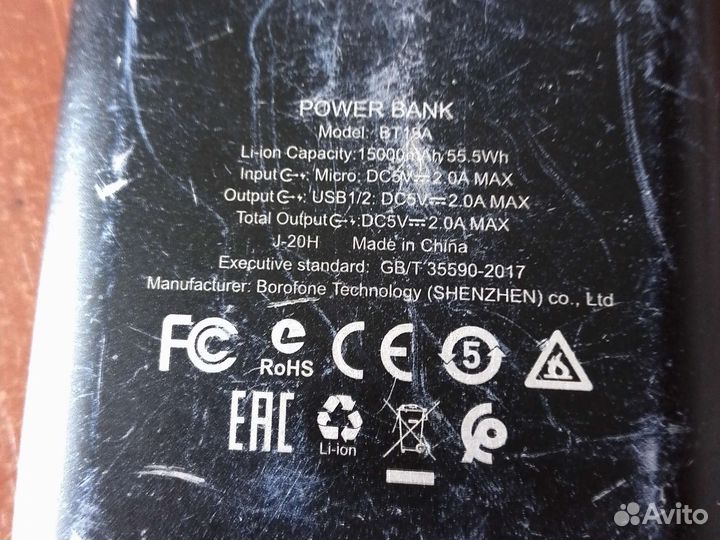 POWER BANK
Model: BT19A
Li-ion Capacity:15000mAh/55.5Wh
Input: Micro: DC5V⎓2.0A MAX
Output: USB1/2: DC5V⎓2.0A MAX
Total Output:DC5V⎓2.0A MAX
J-20H Made in China
Executive standard: GB/T 35590-2017
Manufacturer: Borofone Technology (SHENZHEN) co., Ltd
FC RoHS CE 5
EAC Li-ion
Avito